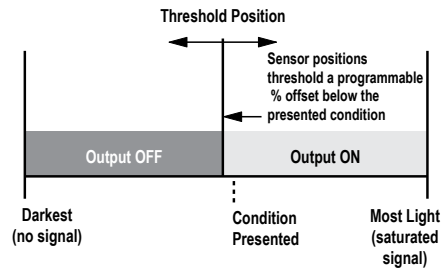 Threshold Position
Sensor positions
threshold a programmable
% offset below the
presented condition
Output OFF
Output ON
Darkest
(no signal)
Condition
Presented
Most Light
(saturated
signal)